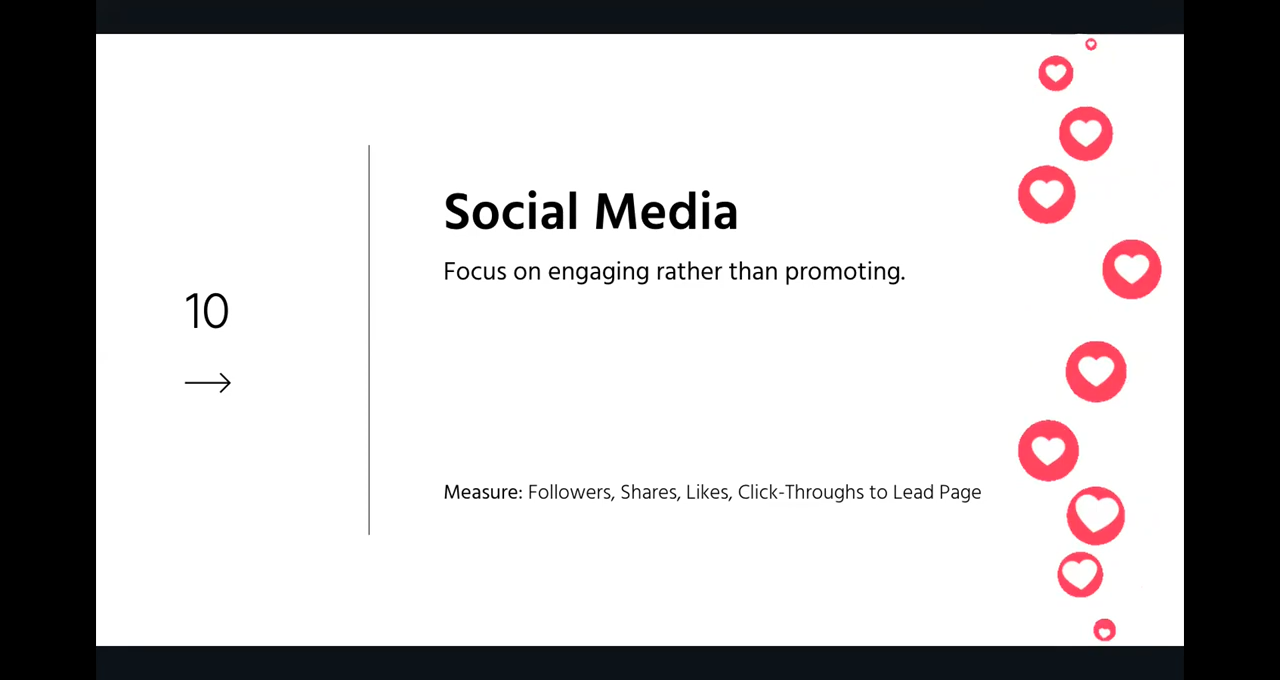 10
Social Media
Focus on engaging rather than promoting.
Measure: Followers, Shares, Likes, Click-Throughs to Lead Page